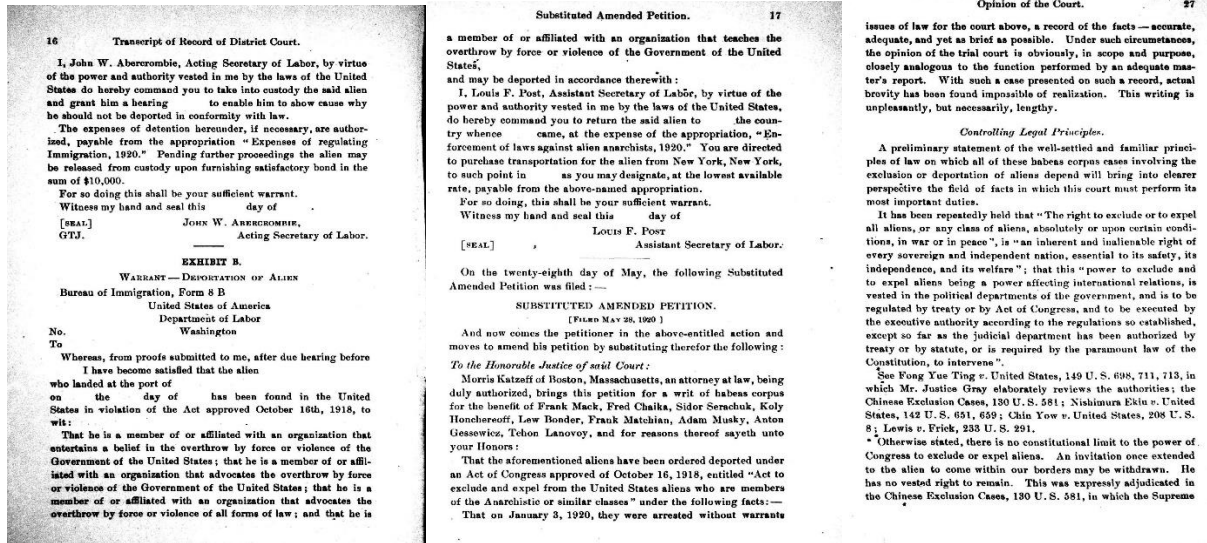 16 Transcript of Record of District Court.
I, John W. Abercrombie, Acting Secretary of Labor, by virtue
of the power and authority vested in me by the laws of the United
States do hereby command you to take into custody the said alien
and grant him a hearing to enable him to show cause why
he should not be deported in conformity with law.
The expenses of detention hereunder, if necessary, are author-
ized, payable from the appropriation “ Expenses of regulating
Immigration, 1920.” Pending further proceedings the alien may
be released from custody upon furnishing satisfactory bond in the
sum of $10,000.
For so doing this shall be your sufficient warrant.
Witness my hand and seal this day of .
[SEAL] JOHN W. ABERCROMBIE,
GTJ. Acting Secretary of Labor.
EXHIBIT B.
WARRANT — DEPORTATION OF ALIEN
Bureau of Immigration, Form 8 B
United States of America
Department of Labor
No. Washington
To
Whereas, from proofs submitted to me, after due hearing before
I have become satisfied that the alien
who landed at the port of
on the day of has been found in the United
States in violation of the Act approved October 16th, 1918, to
wit :
That he is a member of or affiliated with an organization that
entertains a belief in the overthrow by force or violence of the
Government of the United States ; that he is a member of or affil-
iated with an organization that advocates the overthrow by force
or violence of the Government of the United States ; that he is a
member of or affiliated with an organization that advocates the
overthrow by force or violence of all forms of law ; and that he is
Substituted Amended Petition. 17
a member of or affiliated with an organization that teaches the
overthrow by force or violence of the Government of the United
States,
and may be deported in accordance therewith :
I, Louis F. Post, Assistant Secretary of Labor, by virtue of the
power and authority vested in me by the laws of the United States,
do hereby command you to return the said alien to the coun-
try whence came, at the expense of the appropriation, “En-
forcement of laws against alien anarchists, 1920.” You are directed
to purchase transportation for the alien from New York, New York,
to such point in as you may designate, at the lowest available
rate, payable from the above-named appropriation.
For so doing, this shall be your sufficient warrant.
Witness my hand and seal this day of
LOUIS F. POST
[SEAL] , Assistant Secretary of Labor.
On the twenty-eighth day of May, the following Substituted
Amended Petition was filed : —
SUBSTITUTED AMENDED PETITION.
[FILED MAY 28, 1920 ]
And now comes the petitioner in the above-entitled action and
moves to amend his petition by substituting therefor the following :
To the Honorable Justice of said Court :
Morris Katzeff of Boston, Massachusetts, an attorney at law, being
duly authorized, brings this petition for a writ of habeas corpus
for the benefit of Frank Mack, Fred Chaika, Sidor Serachuk, Koly
Honchereoff, Lew Bonder, Frank Matchian, Adam Musky, Anton
Gessewicz, Tehon Lanovoy, and for reasons thereof sayeth unto
your Honors :
That the aforementioned aliens have been ordered deported under
an Act of Congress approved of October 16, 1918, entitled “Act to
exclude and expel from the United States aliens who are members
of the Anarchistic or similar classes ” under the following facts: —
That on January 3, 1920, they were arrested without warrants
Opinion of the Court. 27
issues of law for the court above, a record of the facts — accurate,
adequate, and yet as brief as possible. Under such circumstances,
the opinion of the trial court is obviously, in scope and purpose,
closely analogous to the function performed by an adequate mas-
ter's report. With such a case presented on such a record, actual
brevity has been found impossible of realization. This writing is
unpleasantly, but necessarily, lengthy.
Controlling Legal Principles.
A preliminary statement of the well-settled and familiar princi-
ples of law on which all of these habeas corpus cases involving the
exclusion or deportation of aliens depend will bring into clearer
perspective the field of facts in which this court must perform its
most important duties.
It has been repeatedly held that “ The right to exclude or to expel
all aliens, or any class of aliens, absolutely or upon certain condi-
tions, in war or in peace ”, is “ an inherent and inalienable right of
every sovereign and independent nation, essential to its safety, its
independence, and its welfare ” ; that this “ power to exclude and
to expel aliens being a power affecting international relations, is
vested in the political departments of the government, and is to be
regulated by treaty or by Act of Congress, and to be executed by
the executive authority according to the regulations so established,
except so far as the judicial department has been authorized by
treaty or by statute, or is required by the paramount law of the
Constitution, to intervene ”.
See Fong Yue Ting v. United States, 149 U. S. 698, 711, 713, in
which Mr. Justice Gray elaborately reviews the authorities ; the
Chinese Exclusion Cases, 130 U. S. 581 ; Nishimura Ekiu v. United
States, 142 U. S. 651, 659 ; Chin Yow v. United States, 208 U. S.
8 ; Lewis v. Frick, 233 U. S. 291.
Otherwise stated, there is no constitutional limit to the power of
Congress to exclude or expel aliens. An invitation once extended
to the alien to come within our borders may be withdrawn. He
has no vested right to remain. This was expressly adjudicated in
the Chinese Exclusion Cases, 130 U. S. 581, in which the Supreme